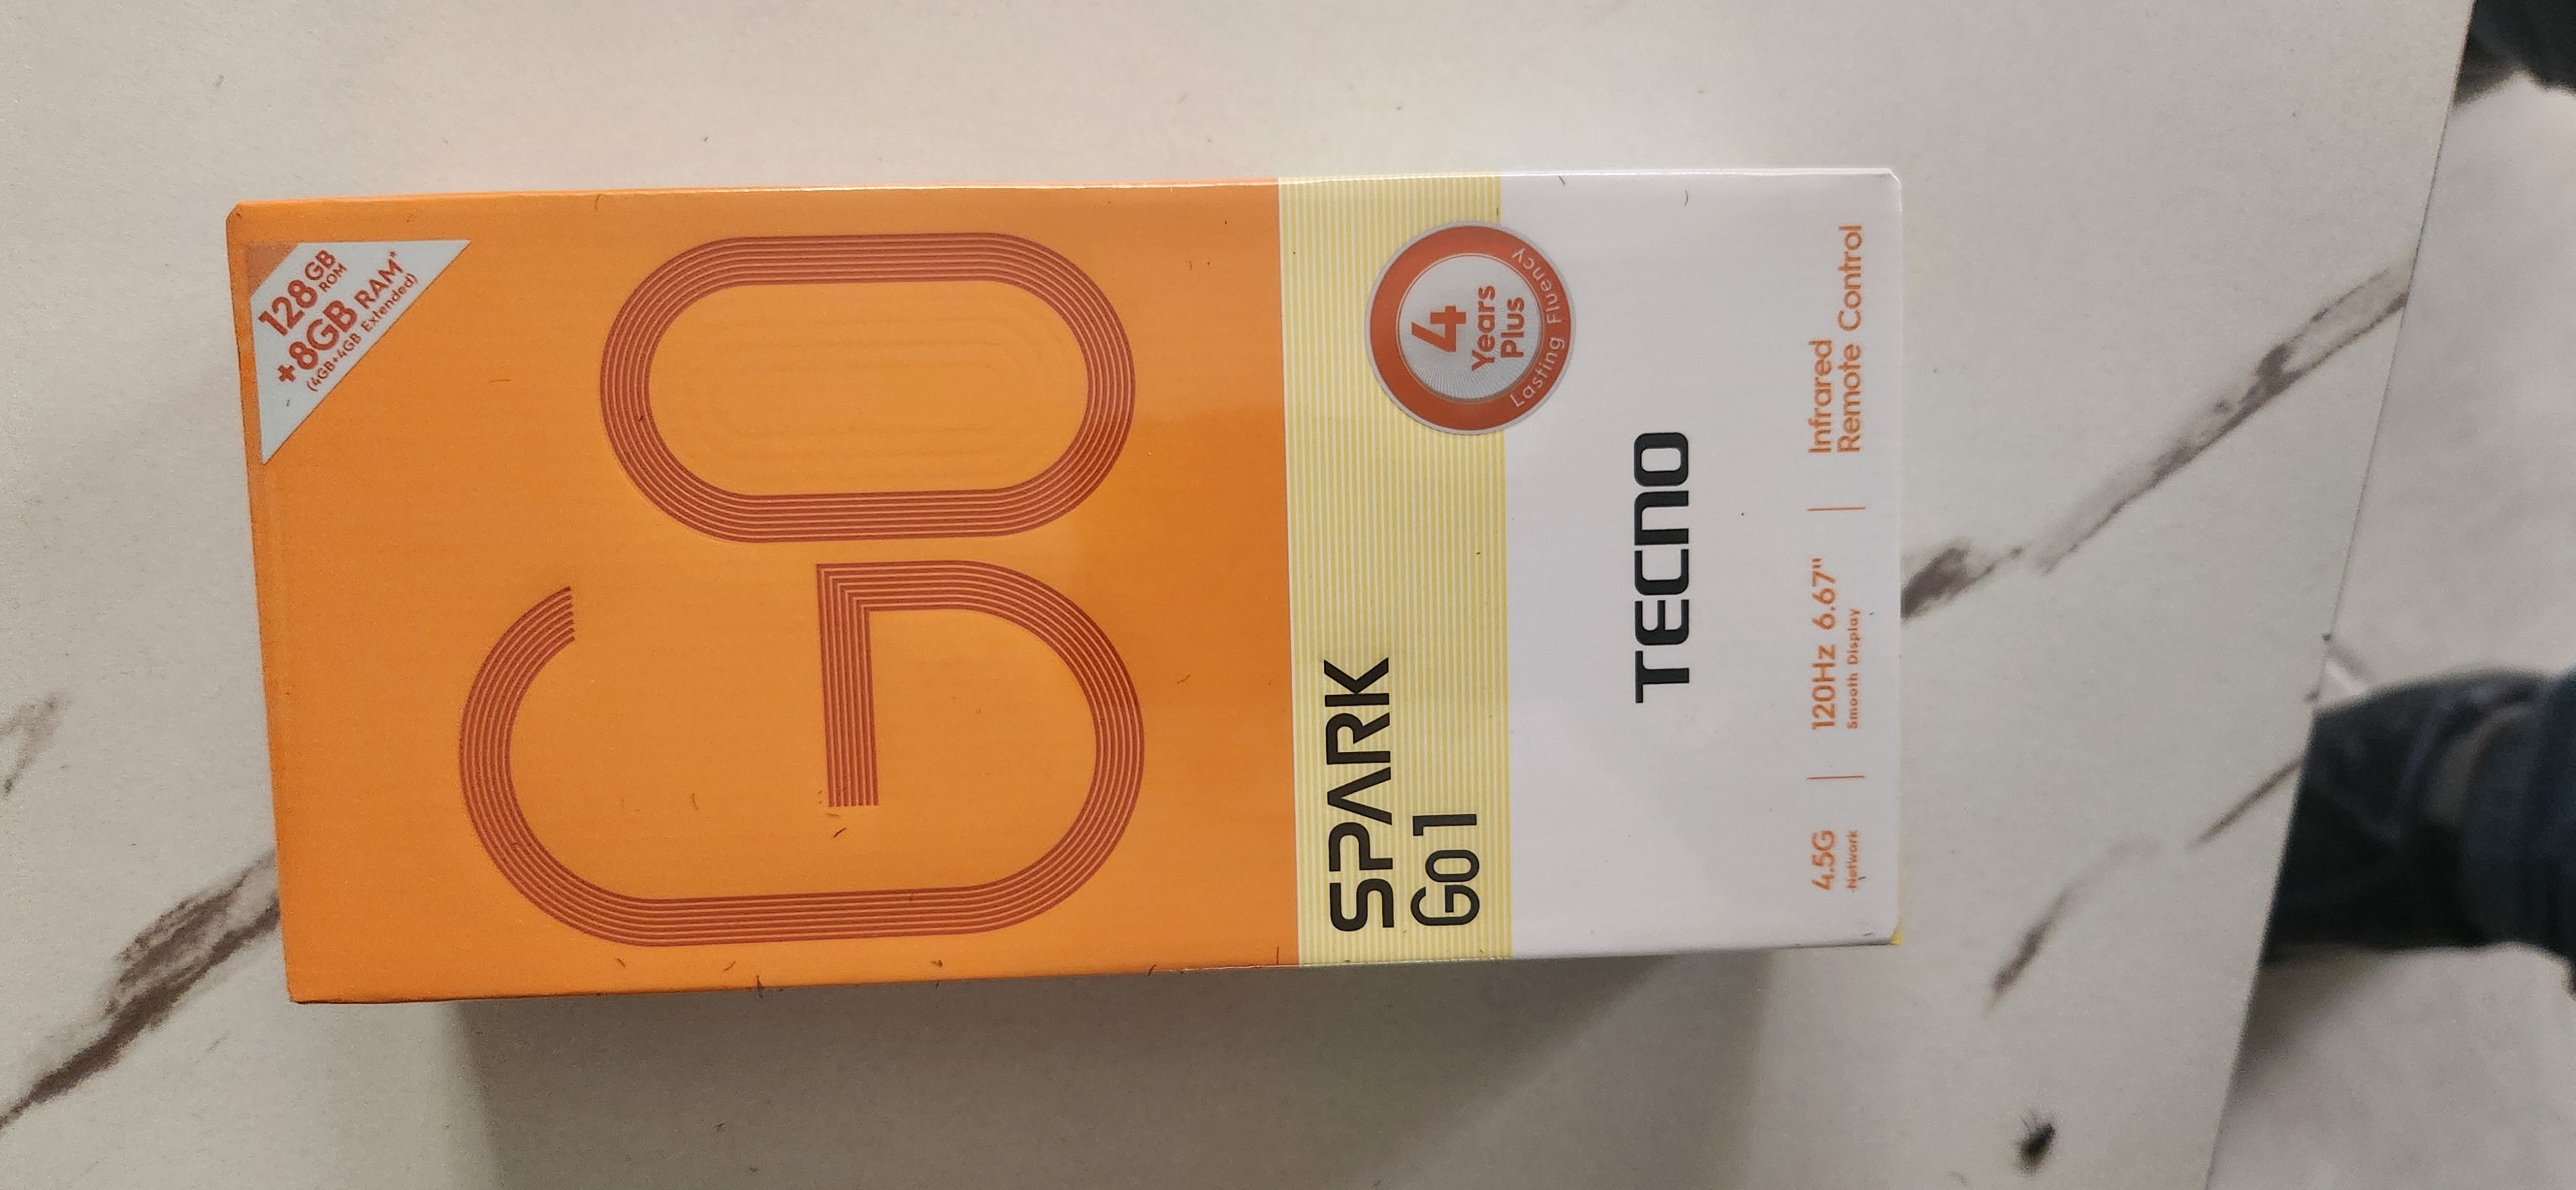 128GB
ROM
+8GB RAM*
(4GB+4GB Extended)
GO
SPARK
Go 1
4
Years
Plus
Lasting Fluency
TECNO
4.5G
Network
120Hz 6.67"
Smooth Display
Infrared
Remote Control